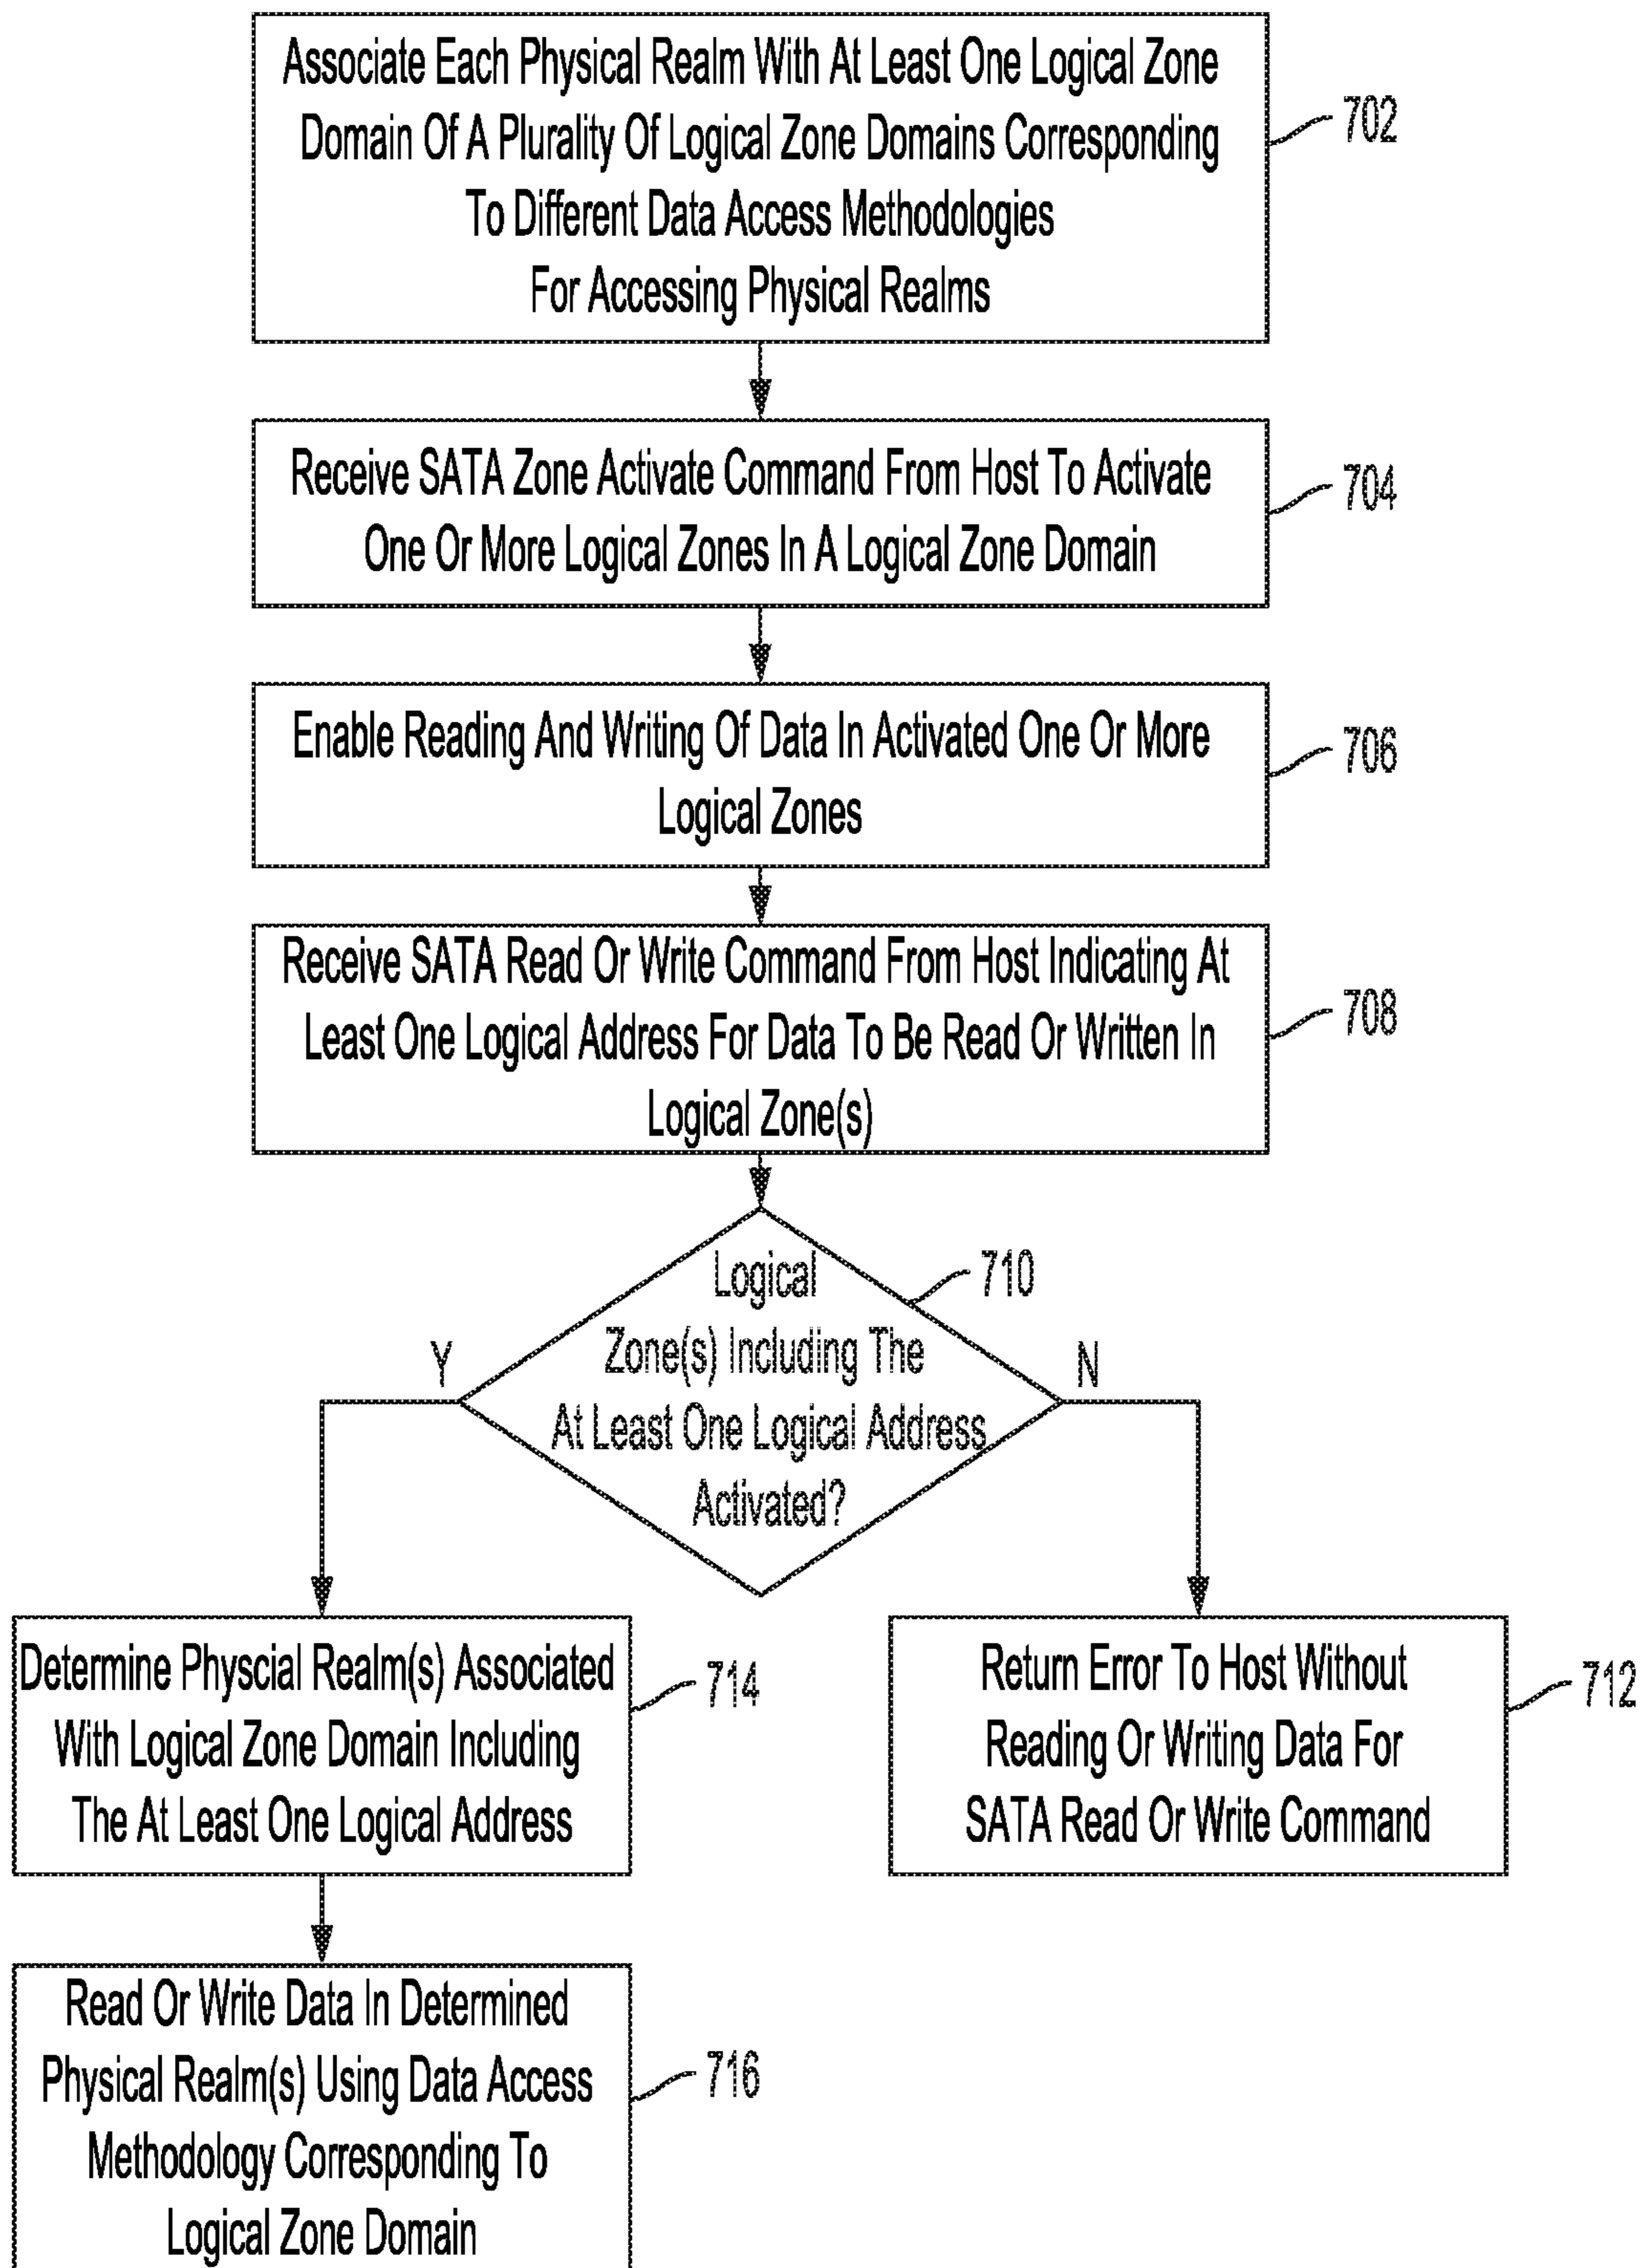 Associate Each Physical Realm With At Least One Logical Zone
Domain Of A Plurality Of Logical Zone Domains Corresponding
To Different Data Access Methodologies
For Accessing Physical Realms
702
Receive SATA Zone Activate Command From Host To Activate
One Or More Logical Zones In A Logical Zone Domain
704
Enable Reading And Writing Of Data In Activated One Or More
Logical Zones
706
Receive SATA Read Or Write Command From Host Indicating At
Least One Logical Address For Data To Be Read Or Written In
Logical Zone(s)
708
Logical
Zone(s) Including The
At Least One Logical Address
Activated?
710
Y
N
Determine Physcial Realm(s) Associated
With Logical Zone Domain Including
The At Least One Logical Address
714
Return Error To Host Without
Reading Or Writing Data For
SATA Read Or Write Command
712
Read Or Write Data In Determined
Physical Realm(s) Using Data Access
Methodology Corresponding To
Logical Zone Domain
716